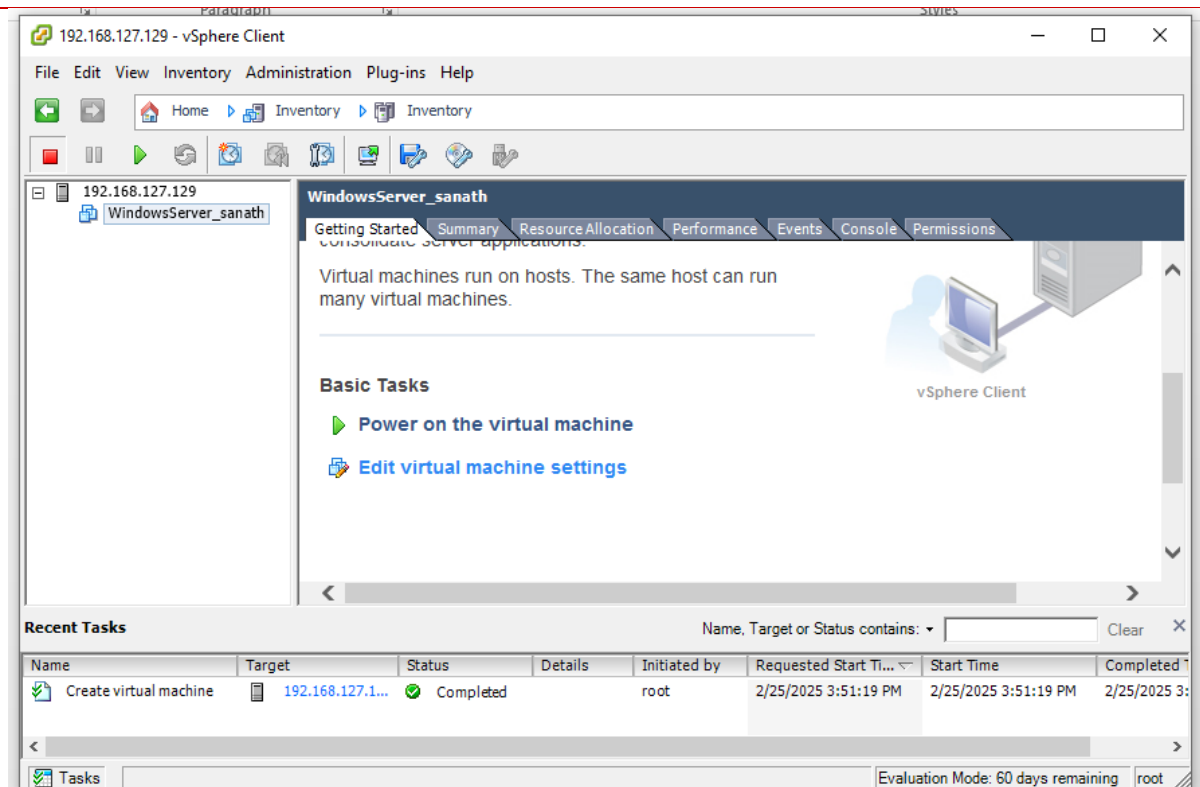 Paragraph Styles
192.168.127.129 - vSphere Client
File Edit View Inventory Administration Plug-ins Help
Home Inventory Inventory
192.168.127.129
WindowsServer_sanath
WindowsServer_sanath
Getting Started Summary Resource Allocation Performance Events Console Permissions
consolidate server applications.
Virtual machines run on hosts. The same host can run
many virtual machines.
vSphere Client
Basic Tasks
Power on the virtual machine
Edit virtual machine settings
Recent Tasks Name, Target or Status contains: Clear
Name Target Status Details Initiated by Requested Start Ti... Start Time Completed T
Create virtual machine 192.168.127.1... Completed root 2/25/2025 3:51:19 PM 2/25/2025 3:51:19 PM 2/25/2025 3:
Tasks Evaluation Mode: 60 days remaining root